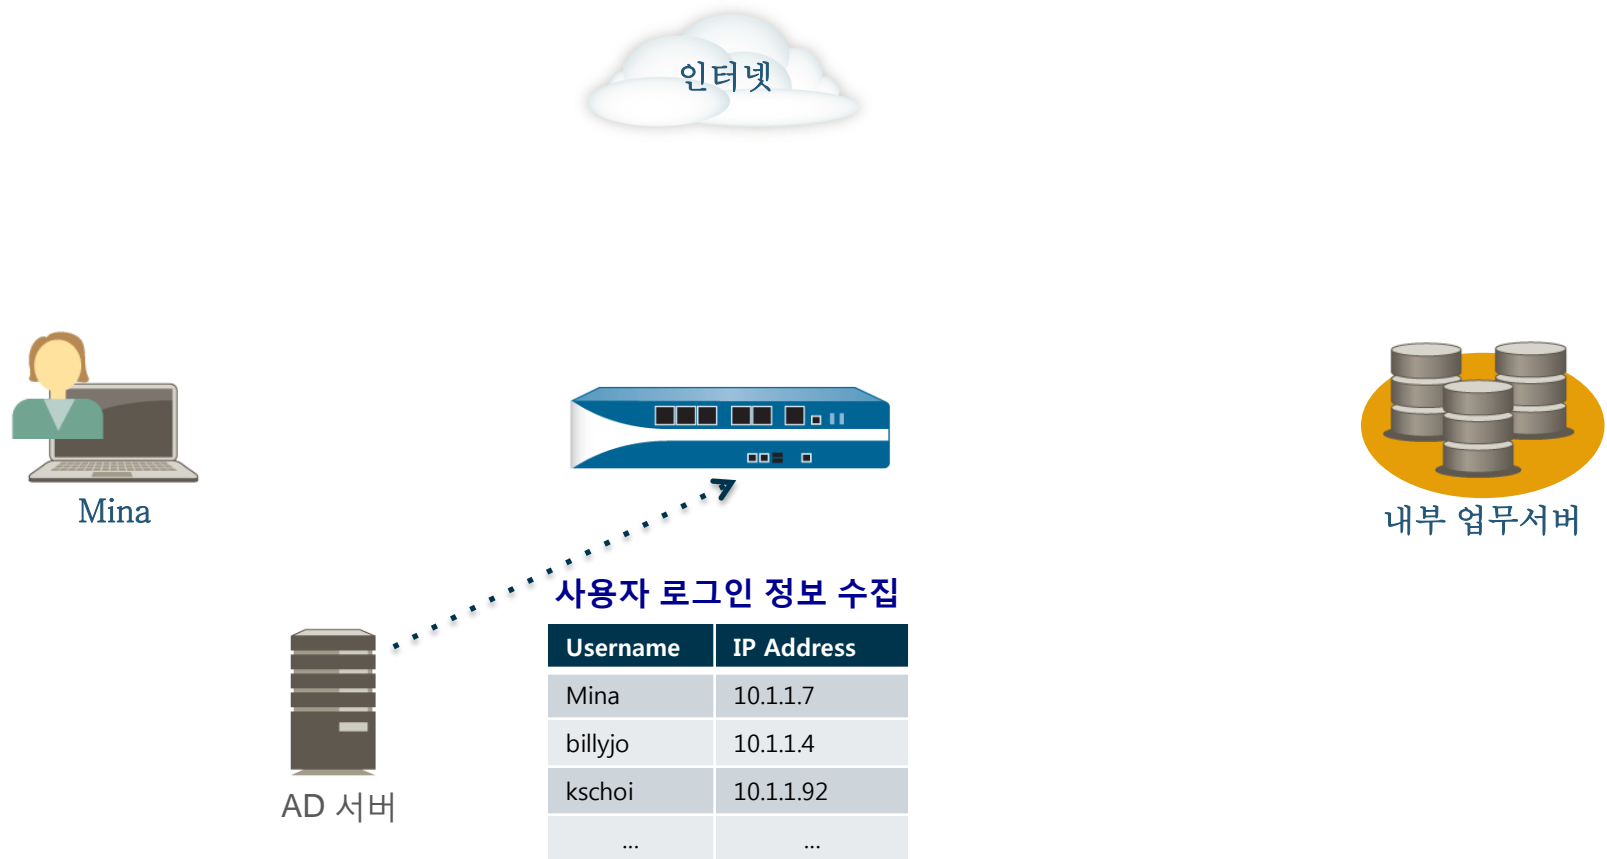 인터넷
Mina
내부 업무서버
사용자 로그인 정보 수집
Username IP Address
Mina 10.1.1.7
billyjo 10.1.1.4
kschoi 10.1.1.92
... ...
AD 서버